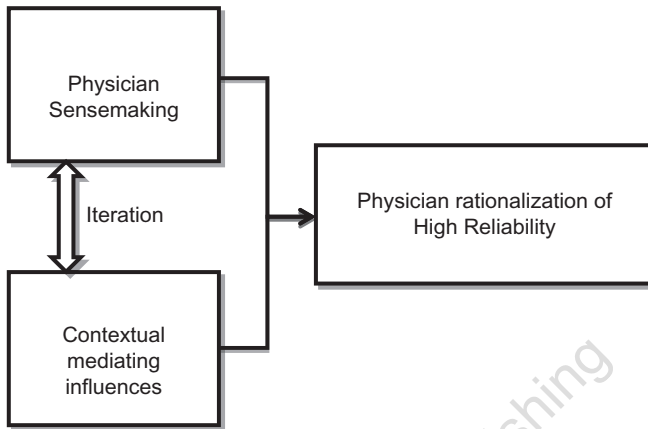 Physician
Sensemaking
Iteration
Physician rationalization of
High Reliability
Contextual
mediating
influences